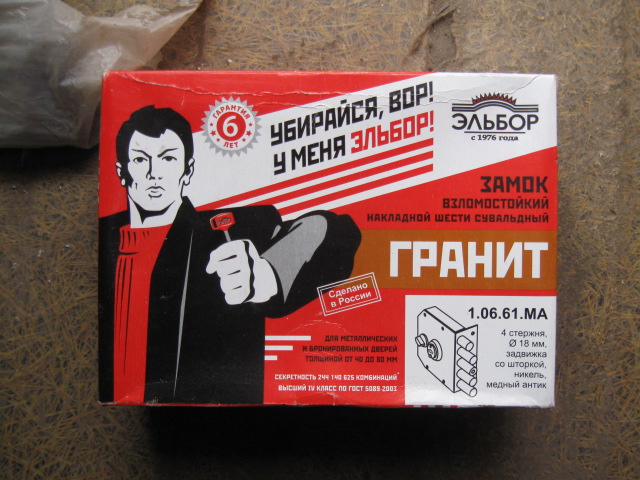 ГАРАНТИЯ
6
ЛЕТ
УБИРАЙСЯ, ВОР!
У МЕНЯ ЭЛЬБОР!
ЭЛЬБОР
с 1976 года
ЗАМОК
ВЗЛОМОСТОЙКИЙ
НАКЛАДНОЙ ШЕСТИ СУВАЛЬДНЫЙ
ГРАНИТ
Сделано
в России
1.06.61.МА
4 стержня,
Ø 18 мм,
задвижка
со шторкой,
никель,
медный антик
ДЛЯ МЕТАЛЛИЧЕСКИХ
И БРОНИРОВАННЫХ ДВЕРЕЙ
ТОЛЩИНОЙ ОТ 40 ДО 80 ММ
СЕКРЕТНОСТЬ 244 140 625 КОМБИНАЦИЙ
ВЫСШИЙ IV КЛАСС ПО ГОСТ 5089-2003